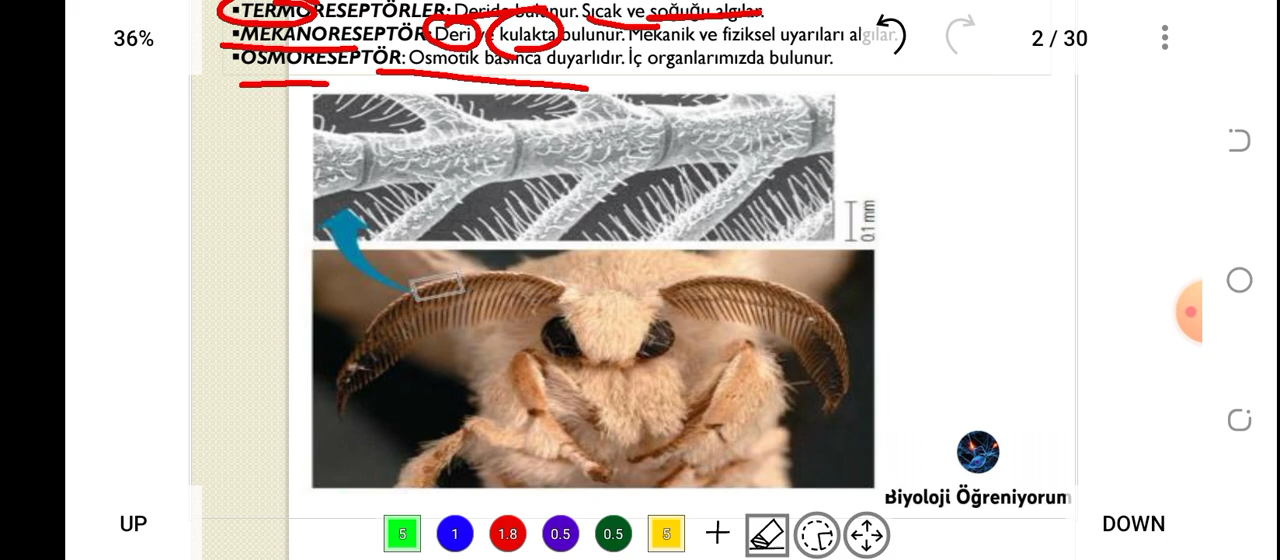 ▪TERMORESEPTÖRLER: Deride bulunur. Sıcak ve soğuğu algılar.
▪MEKANORESEPTÖR: Deri ve kulakta bulunur. Mekanik ve fiziksel uyarıları algılar.
▪OSMORESEPTÖR: Osmotik basınca duyarlıdır. İç organlarımızda bulunur.
36%
2 / 30
0.1 mm
Biyoloji Öğreniyorum
UP
5 1 1.8 0.5 0.5 5
DOWN